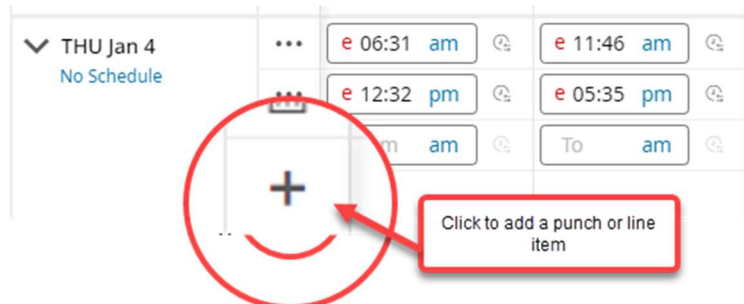 THU Jan 4 ... e 06:31 am e 11:46 am
No Schedule
e 12:32 pm e 05:35 pm
am To am
Click to add a punch or line
item